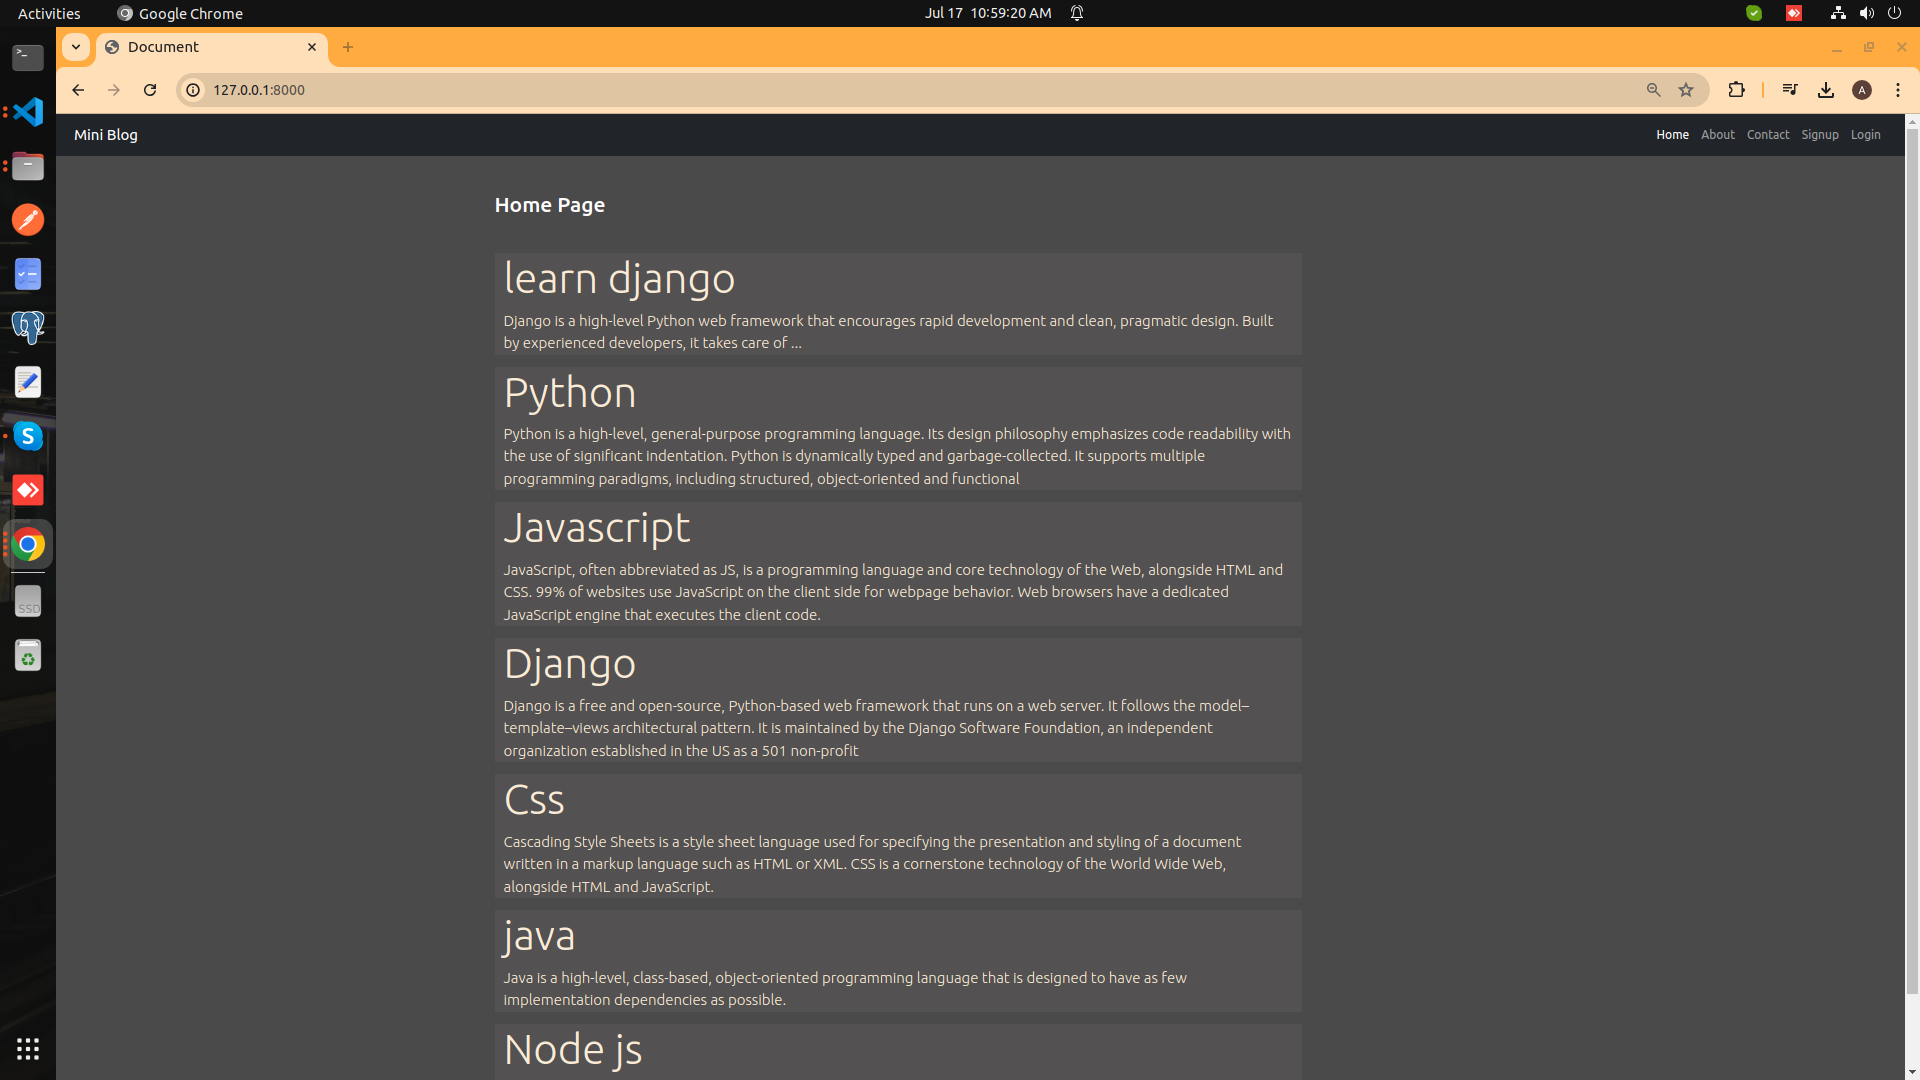 Activities
Google Chrome
Jul 17 10:59:20 AM
Document
127.0.0.1:8000
A
Mini Blog
Home About Contact Signup Login
Home Page
learn django
Django is a high-level Python web framework that encourages rapid development and clean, pragmatic design. Built
by experienced developers, it takes care of ...
Python
Python is a high-level, general-purpose programming language. Its design philosophy emphasizes code readability with
the use of significant indentation. Python is dynamically typed and garbage-collected. It supports multiple
programming paradigms, including structured, object-oriented and functional
Javascript
JavaScript, often abbreviated as JS, is a programming language and core technology of the Web, alongside HTML and
CSS. 99% of websites use JavaScript on the client side for webpage behavior. Web browsers have a dedicated
JavaScript engine that executes the client code.
Django
Django is a free and open-source, Python-based web framework that runs on a web server. It follows the model–
template–views architectural pattern. It is maintained by the Django Software Foundation, an independent
organization established in the US as a 501 non-profit
Css
Cascading Style Sheets is a style sheet language used for specifying the presentation and styling of a document
written in a markup language such as HTML or XML. CSS is a cornerstone technology of the World Wide Web,
alongside HTML and JavaScript.
java
Java is a high-level, class-based, object-oriented programming language that is designed to have as few
implementation dependencies as possible.
Node js
S
SSD